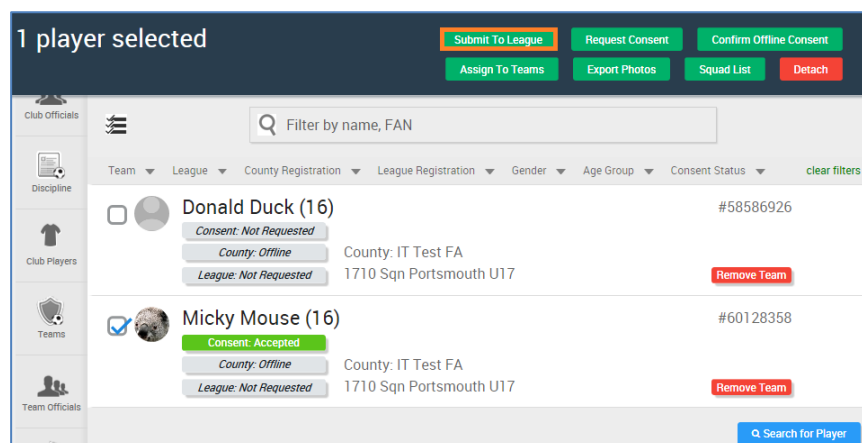 1 player selected
Submit To League
Request Consent
Confirm Offline Consent
Assign To Teams
Export Photos
Squad List
Detach
Club Officials
Filter by name, FAN
Team League County Registration League Registration Gender Age Group Consent Status clear filters
Discipline
Donald Duck (16)
#58586926
Consent: Not Requested
County: Offline
County: IT Test FA
League: Not Requested
1710 Sqn Portsmouth U17
Remove Team
Club Players
Micky Mouse (16)
#60128358
Consent: Accepted
County: Offline
County: IT Test FA
League: Not Requested
1710 Sqn Portsmouth U17
Remove Team
Teams
Team Officials
Search for Player